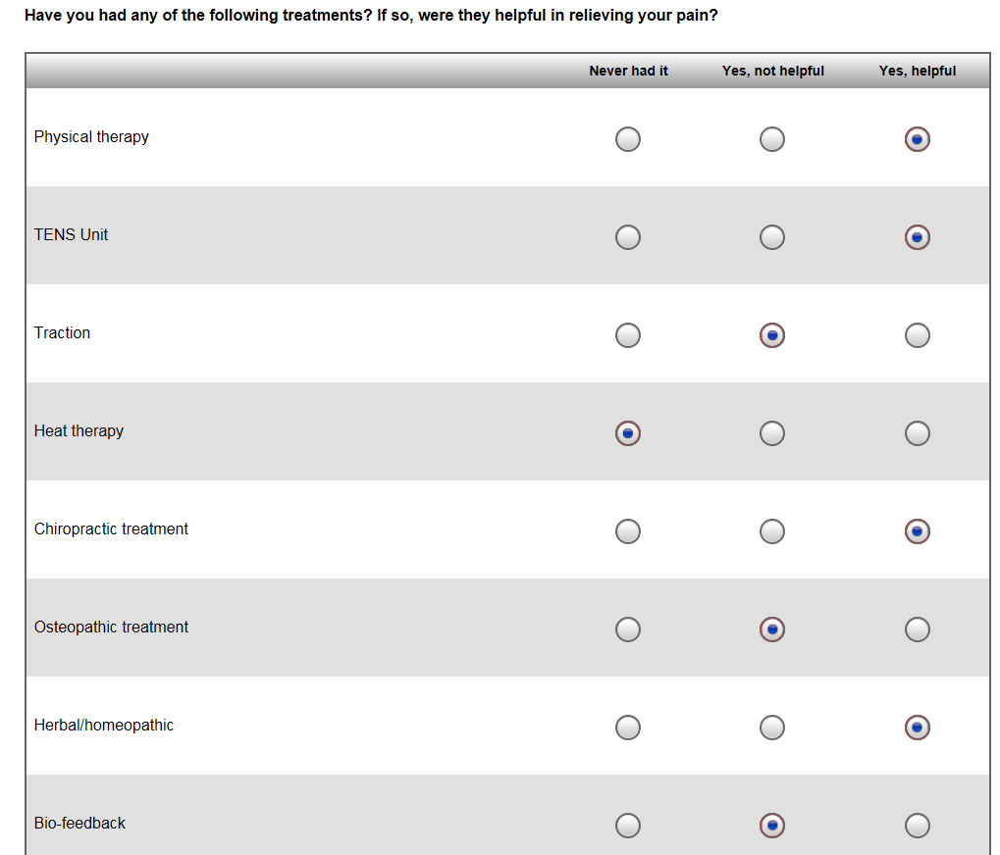 Have you had any of the following treatments? If so, were they helpful in relieving your pain?
Never had it Yes, not helpful Yes, helpful
Physical therapy
TENS Unit
Traction
Heat therapy
Chiropractic treatment
Osteopathic treatment
Herbal/homeopathic
Bio-feedback